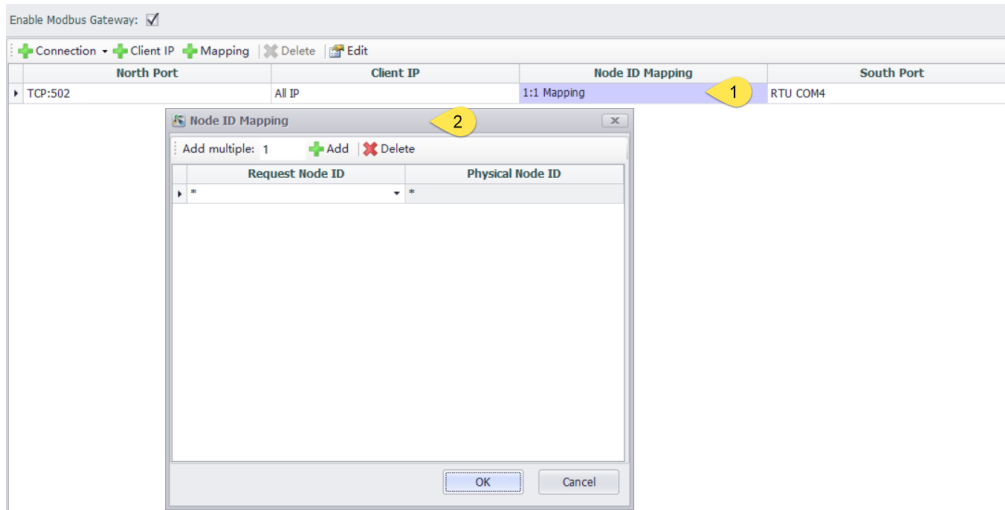 Enable Modbus Gateway:
Connection Client IP Mapping Delete Edit
North Port Client IP Node ID Mapping South Port
TCP:502 All IP 1:1 Mapping RTU COM4
1
Node ID Mapping
2
Add multiple: 1 Add Delete
Request Node ID Physical Node ID
* *
OK Cancel